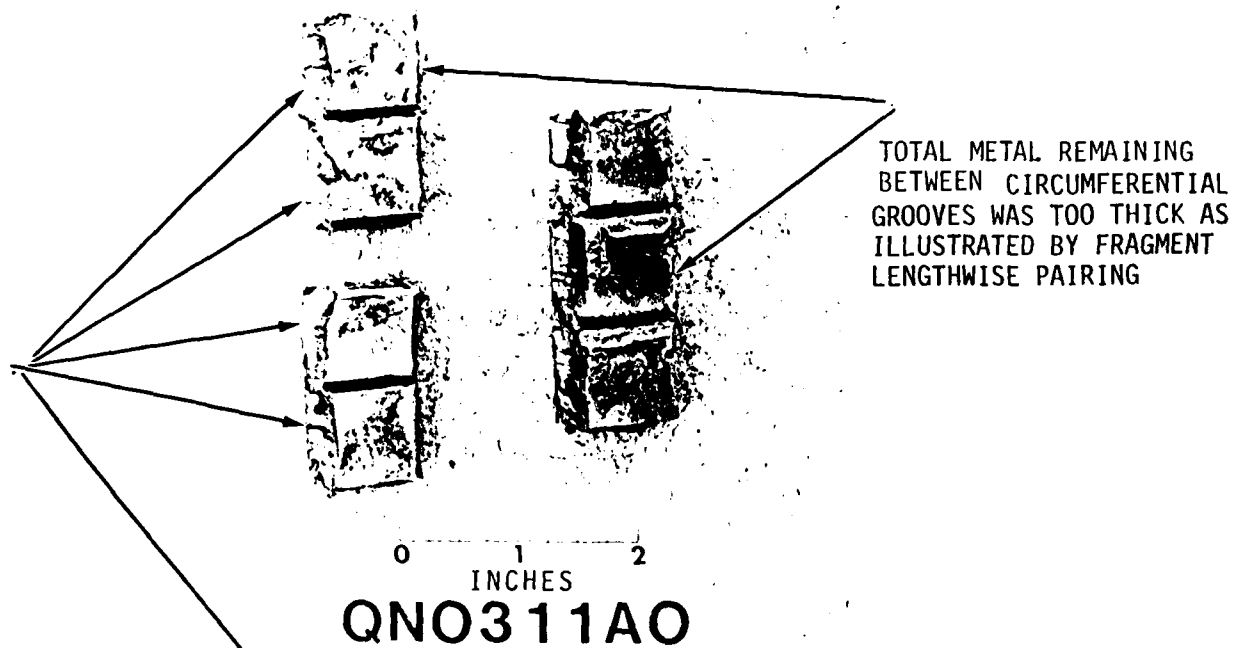 TOTAL METAL REMAINING
BETWEEN CIRCUMFERENTIAL
GROOVES WAS TOO THICK AS
ILLUSTRATED BY FRAGMENT
LENGTHWISE PAIRING
0 1 2
INCHES
QNO311AO